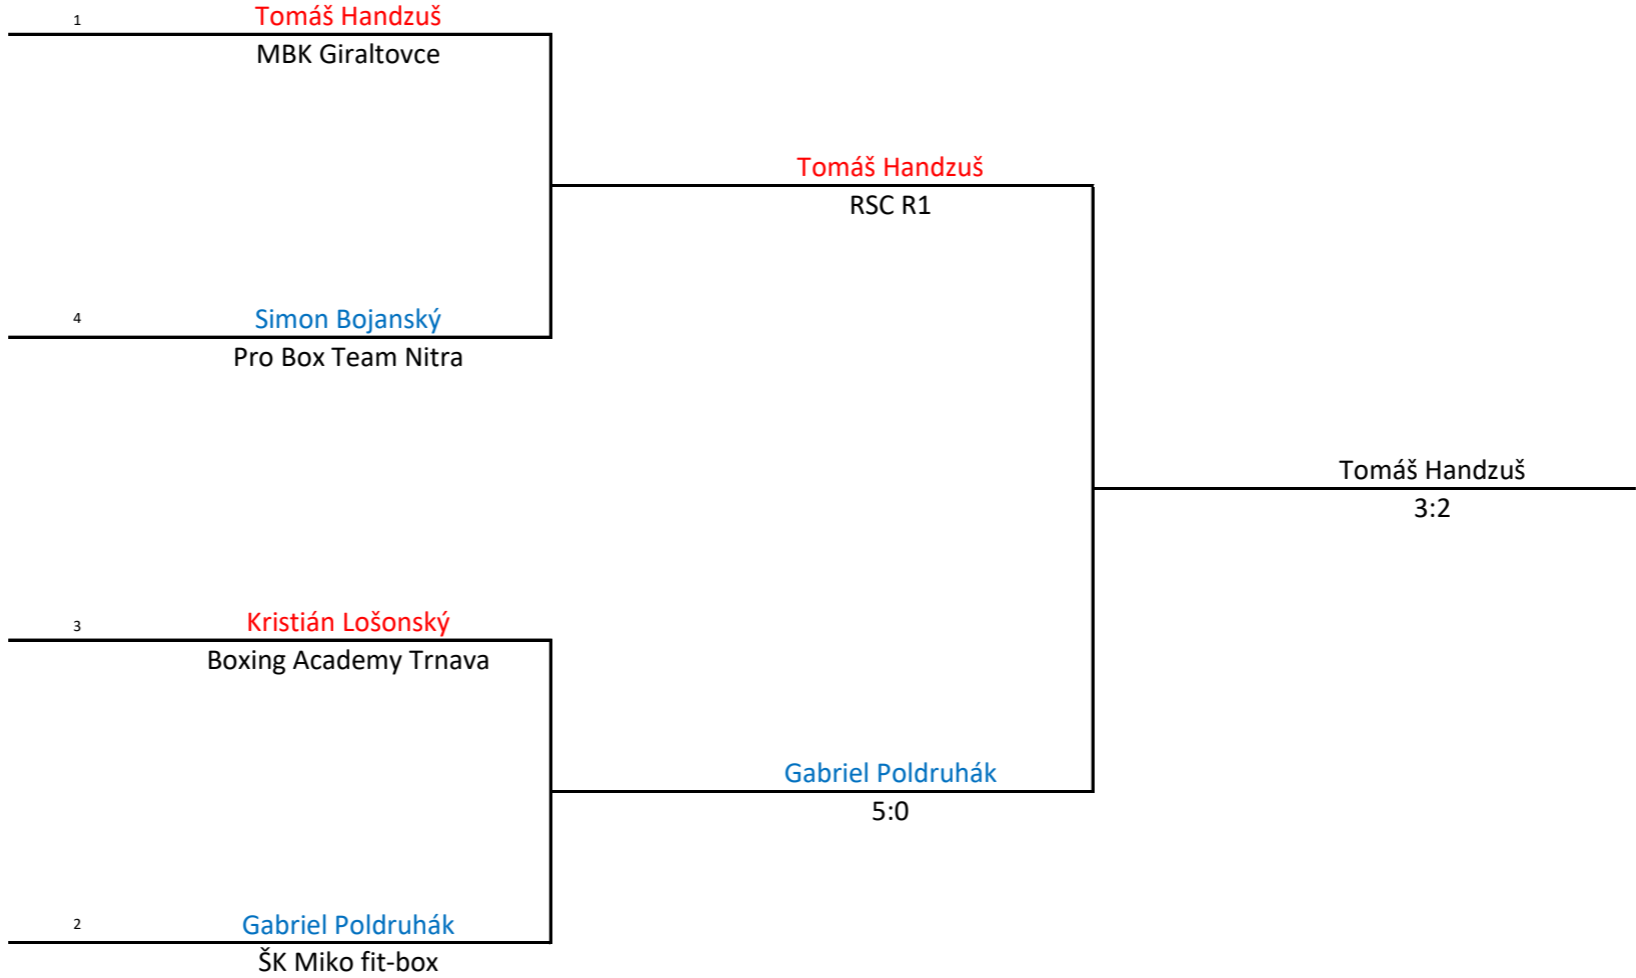 1
Tomáš Handzuš
MBK Giraltovce
Tomáš Handzuš
RSC R1
4
Simon Bojanský
Pro Box Team Nitra
Tomáš Handzuš
3:2
3
Kristián Lošonský
Boxing Academy Trnava
Gabriel Poldruhák
5:0
2
Gabriel Poldruhák
ŠK Miko fit-box